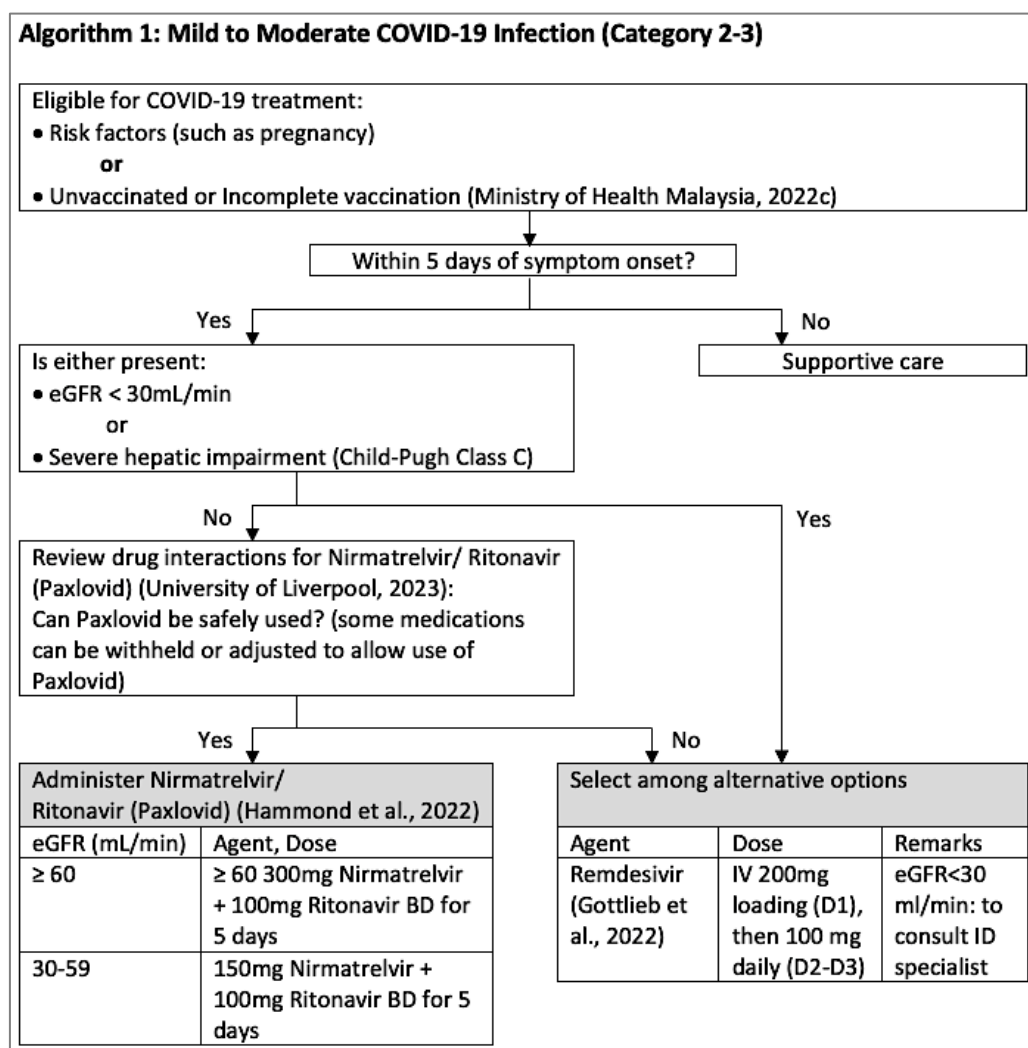 Algorithm 1: Mild to Moderate COVID-19 Infection (Category 2-3)
Eligible for COVID-19 treatment:
• Risk factors (such as pregnancy)
or
• Unvaccinated or Incomplete vaccination (Ministry of Health Malaysia, 2022c)
Within 5 days of symptom onset?
Yes
No
Is either present:
• eGFR < 30mL/min
or
• Severe hepatic impairment (Child-Pugh Class C)
Supportive care
No
Yes
Review drug interactions for Nirmatrelvir/ Ritonavir
(Paxlovid) (University of Liverpool, 2023):
Can Paxlovid be safely used? (some medications
can be withheld or adjusted to allow use of
Paxlovid)
Yes
No
Administer Nirmatrelvir/
Ritonavir (Paxlovid) (Hammond et al., 2022)
eGFR (mL/min)
Agent, Dose
≥ 60
≥ 60 300mg Nirmatrelvir
+ 100mg Ritonavir BD for
5 days
30-59
150mg Nirmatrelvir +
100mg Ritonavir BD for 5
days
Select among alternative options
Agent
Dose
Remarks
Remdesivir
(Gottlieb et
al., 2022)
IV 200mg
loading (D1),
then 100 mg
daily (D2-D3)
eGFR<30
ml/min: to
consult ID
specialist